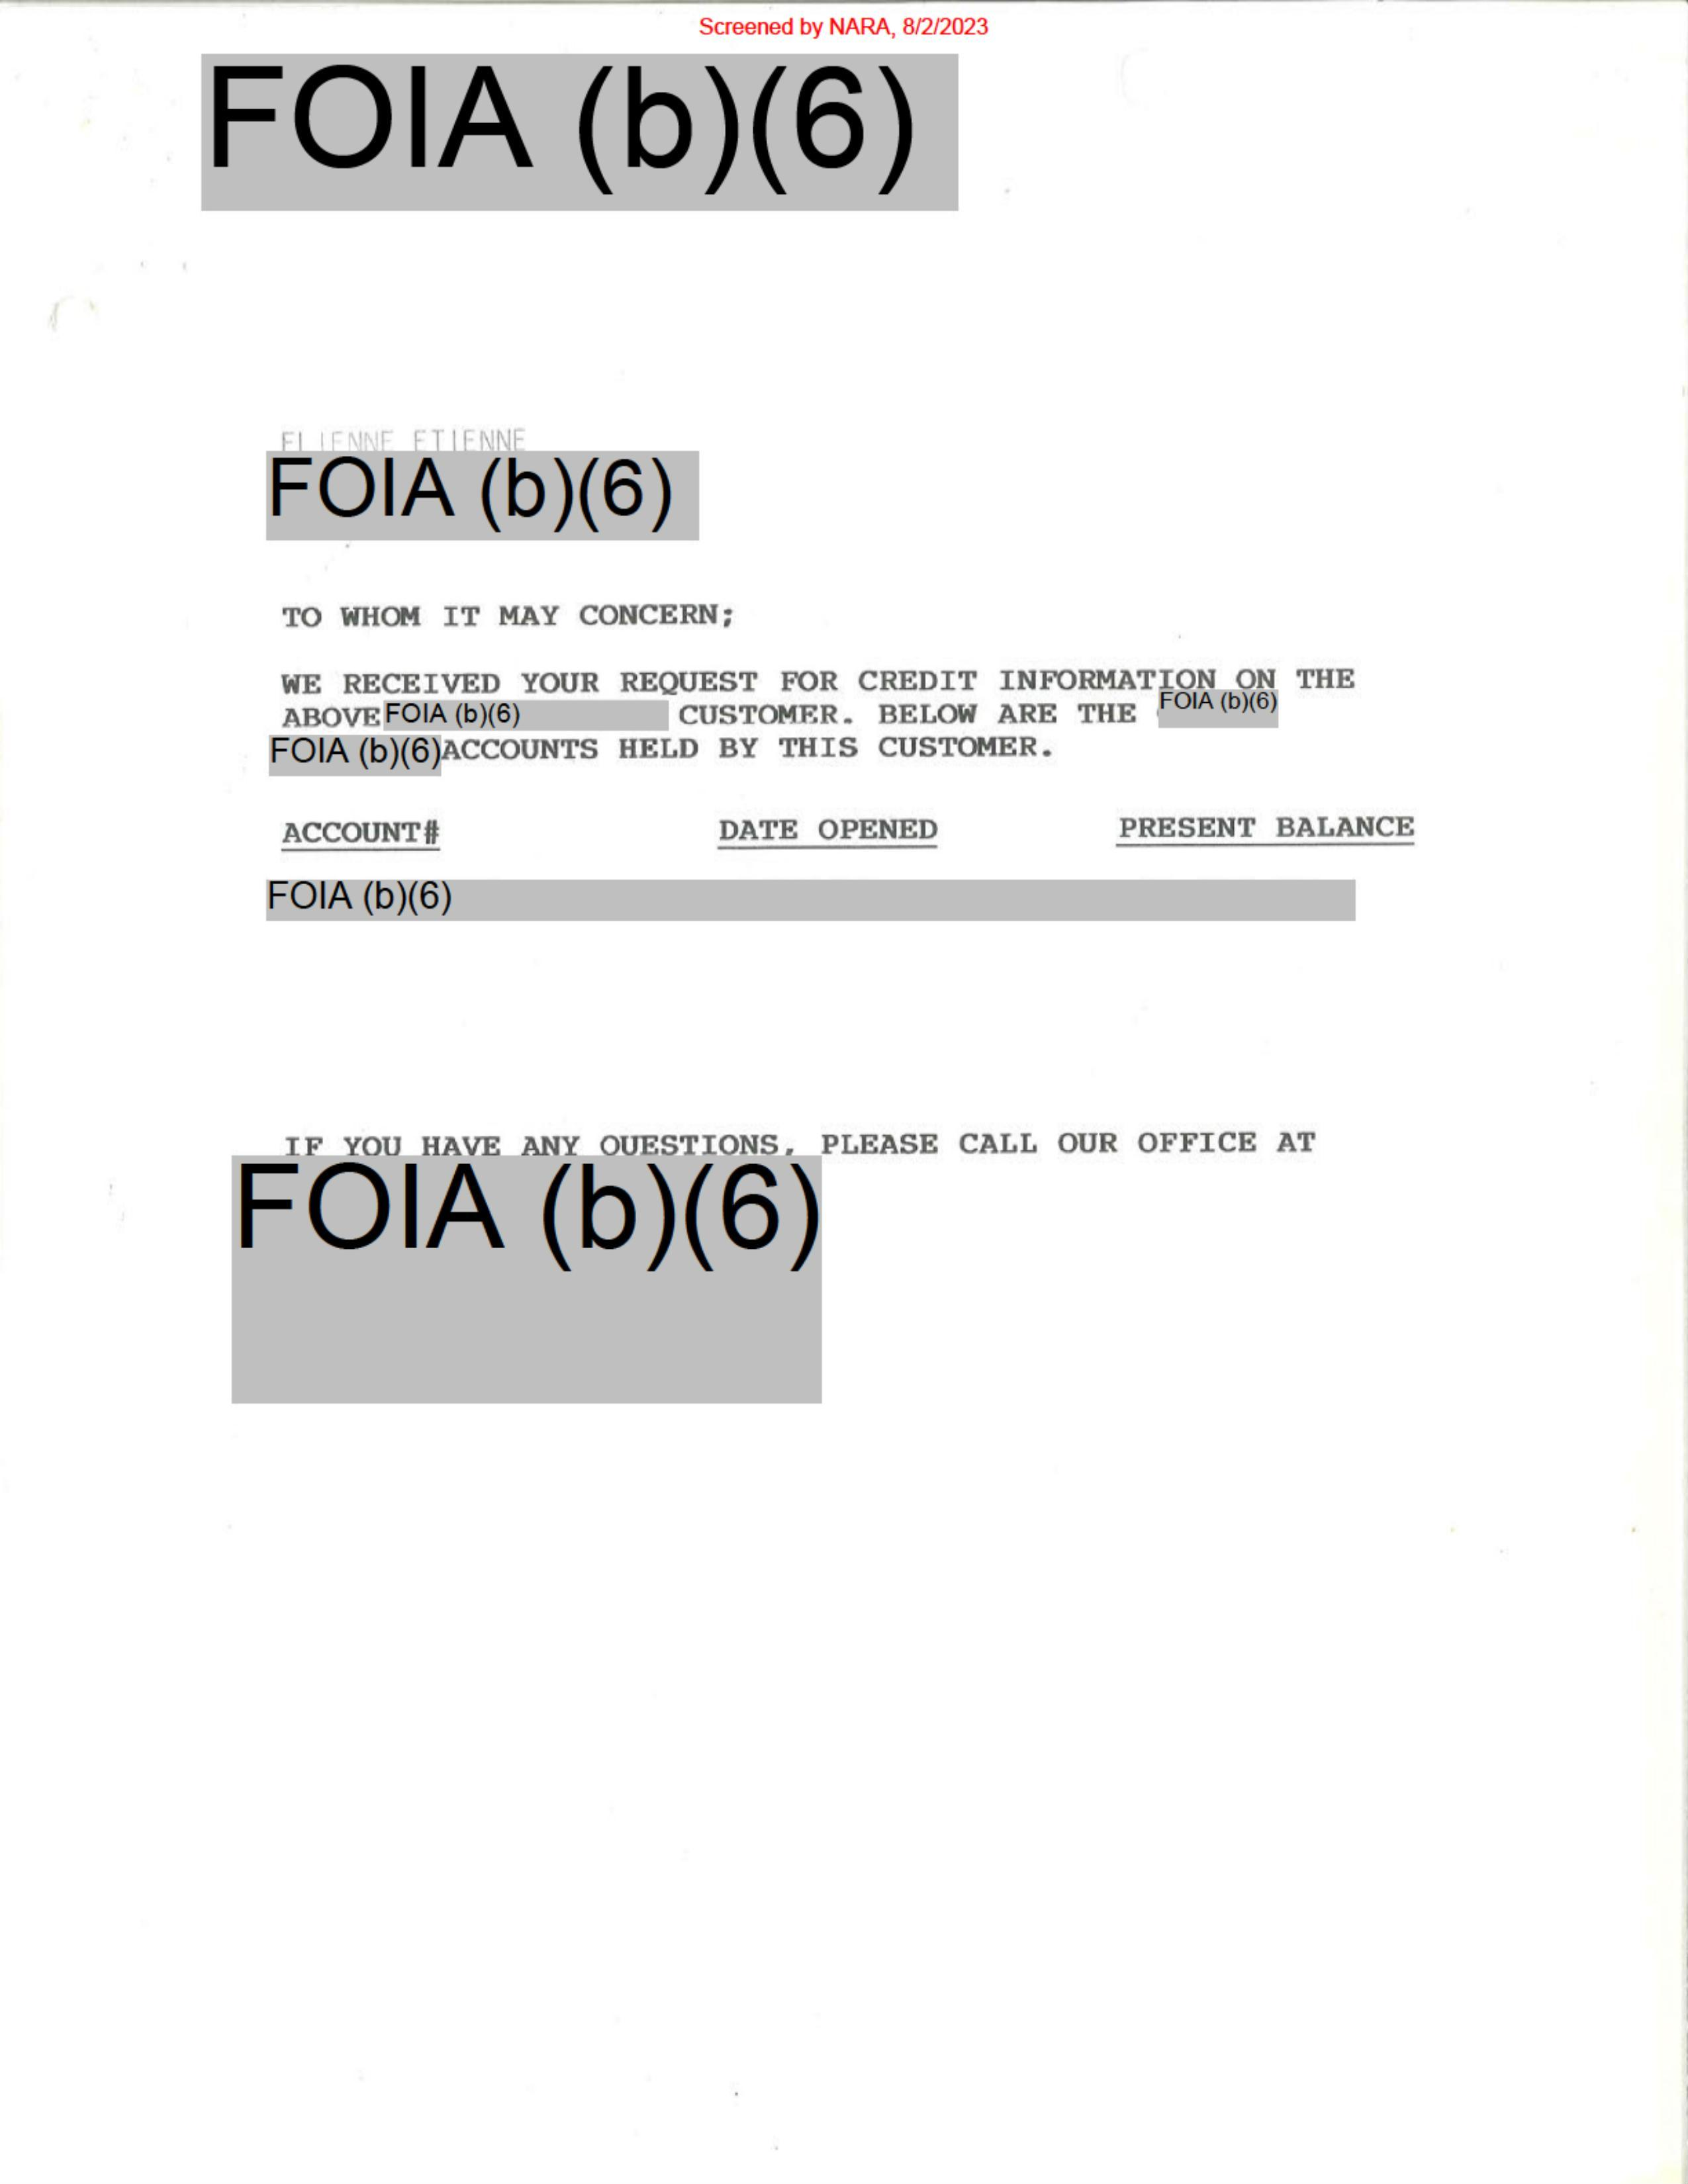 Screened by NARA, 8/2/2023
FOIA (b)(6)
ELIENNE ETIENNE
FOIA (b)(6)
TO WHOM IT MAY CONCERN;
WE RECEIVED YOUR REQUEST FOR CREDIT INFORMATION ON THE
ABOVE FOIA (b)(6) CUSTOMER. BELOW ARE THE FOIA (b)(6)
FOIA (b)(6) ACCOUNTS HELD BY THIS CUSTOMER.
ACCOUNT# DATE OPENED PRESENT BALANCE
FOIA (b)(6)
IF YOU HAVE ANY QUESTIONS, PLEASE CALL OUR OFFICE AT
FOIA (b)(6)